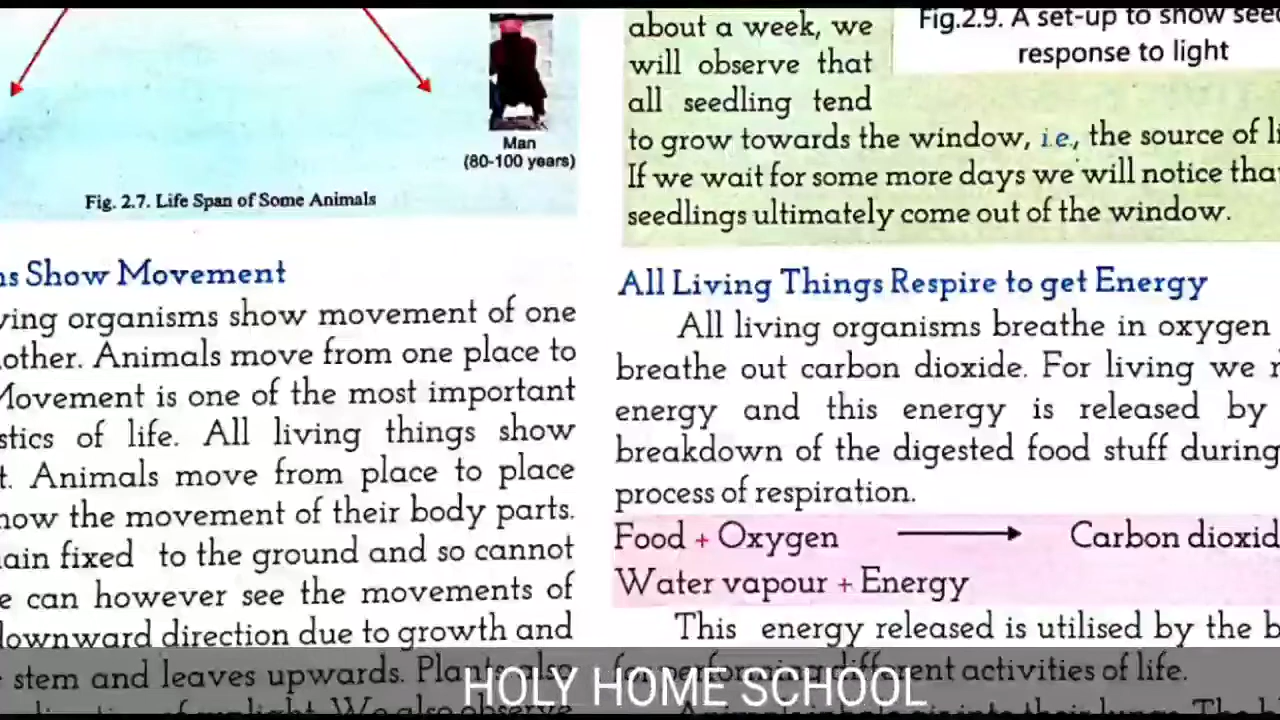 Man
(80-100 years)
Fig. 2.7. Life Span of Some Animals
Show Movement
organisms show movement of one
Animals move from one place to
Movement is one of the most important
of life. All living things show
Animals move from place to place
the movement of their body parts.
fixed to the ground and so cannot
can however see the movements of
downward direction due to growth and
stem and leaves upwards. Plants also
about a week, we
will observe that
all seedling tend
Fig.2.9. A set-up to show
response to light
to grow towards the window, i.e., the source of
If we wait for some more days we will notice
seedlings ultimately come out of the window.
All Living Things Respire to get Energy
All living organisms breathe in oxygen
breathe out carbon dioxide. For living we
energy and this energy is released by
breakdown of the digested food stuff during
process of respiration.
Food + Oxygen → Carbon
Water vapour + Energy
This energy released is utilised by the
for performing different activities of life.
HOLY HOME SCHOOL